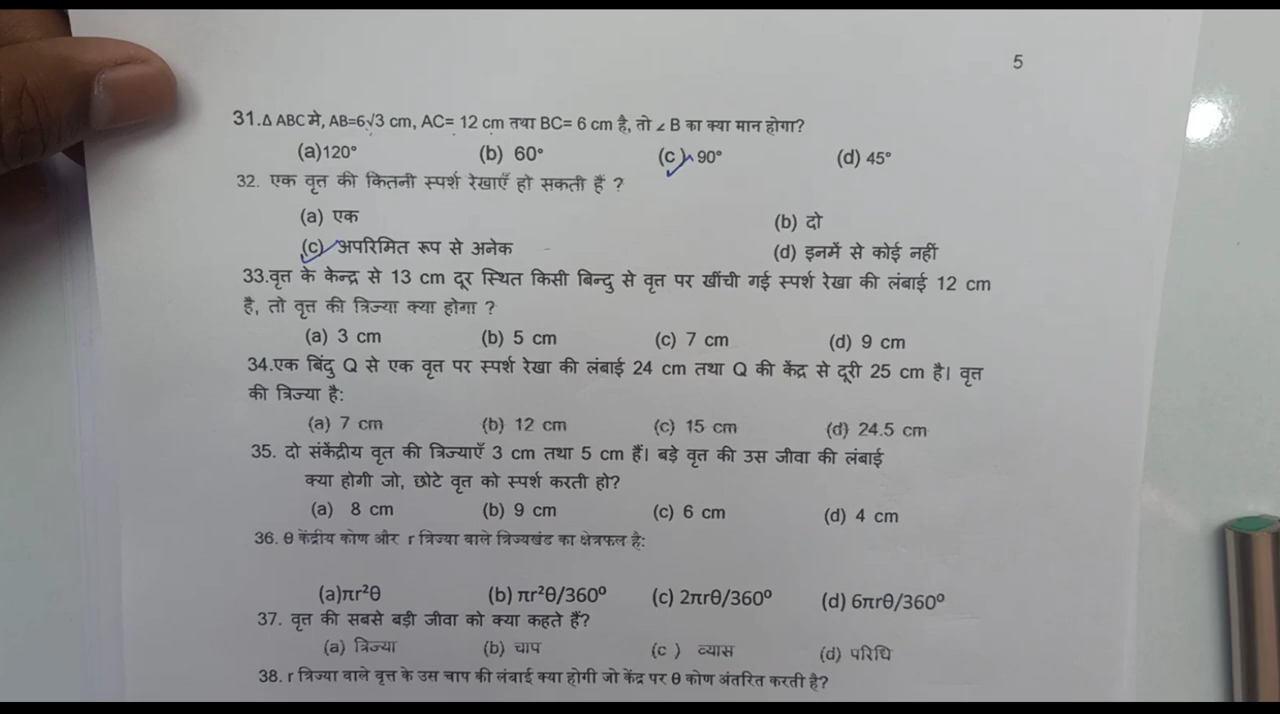 5
31.Δ ABC मे, AB=6√3 cm, AC= 12 cm तथा BC= 6 cm है, तो ∠ B का क्या मान होगा?
(a)120° (b) 60° (c) 90° (d) 45°
32. एक वृत्त की कितनी स्पर्श रेखाएँ हो सकती हैं ?
(a) एक (b) दो
(c) अपरिमित रूप से अनेक (d) इनमें से कोई नहीं
33.वृत्त के केन्द्र से 13 cm दूर स्थित किसी बिन्दु से वृत्त पर खींची गई स्पर्श रेखा की लंबाई 12 cm
है, तो वृत्त की त्रिज्या क्या होगा ?
(a) 3 cm (b) 5 cm (c) 7 cm (d) 9 cm
34.एक बिंदु Q से एक वृत्त पर स्पर्श रेखा की लंबाई 24 cm तथा Q की केंद्र से दूरी 25 cm है। वृत्त
की त्रिज्या है:
(a) 7 cm (b) 12 cm (c) 15 cm (d) 24.5 cm
35. दो संकेंद्रीय वृत की त्रिज्याएँ 3 cm तथा 5 cm हैं। बड़े वृत्त की उस जीवा की लंबाई
क्या होगी जो, छोटे वृत्त को स्पर्श करती हो?
(a) 8 cm (b) 9 cm (c) 6 cm (d) 4 cm
36. θ केंद्रीय कोण और r त्रिज्या वाले त्रिज्यखंड का क्षेत्रफल है:
(a)πr²θ (b) πr²θ/360⁰ (c) 2πrθ/360⁰ (d) 6πrθ/360⁰
37. वृत्त की सबसे बड़ी जीवा को क्या कहते हैं?
(a) त्रिज्या (b) चाप (c ) व्यास (d) परिधि
38. r त्रिज्या वाले वृत्त के उस चाप की लंबाई क्या होगी जो केंद्र पर θ कोण अंतरित करती है?